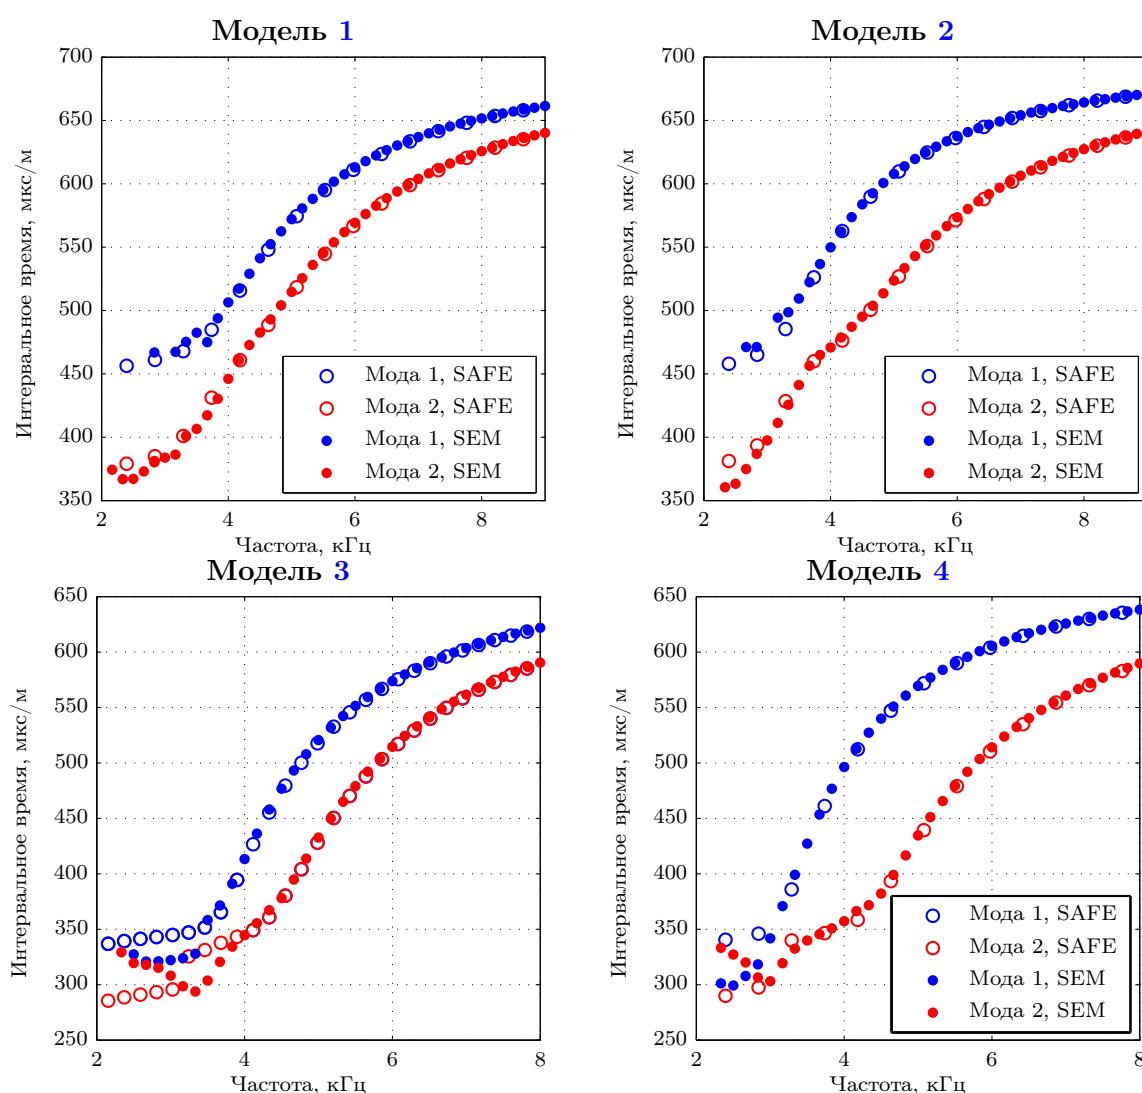 Модель 1
Интервальное время, мкс/м
700
650
600
550
500
450
400
350
2
4
6
8
Частота, кГц
Мода 1, SAFE
Мода 2, SAFE
Мода 1, SEM
Мода 2, SEM
Модель 2
Интервальное время, мкс/м
700
650
600
550
500
450
400
350
2
4
6
8
Частота, кГц
Мода 1, SAFE
Мода 2, SAFE
Мода 1, SEM
Мода 2, SEM
Модель 3
Интервальное время, мкс/м
650
600
550
500
450
400
350
300
250
2
4
6
8
Частота, кГц
Модель 4
Интервальное время, мкс/м
650
600
550
500
450
400
350
300
250
2
4
6
8
Частота, кГц
Мода 1, SAFE
Мода 2, SAFE
Мода 1, SEM
Мода 2, SEM